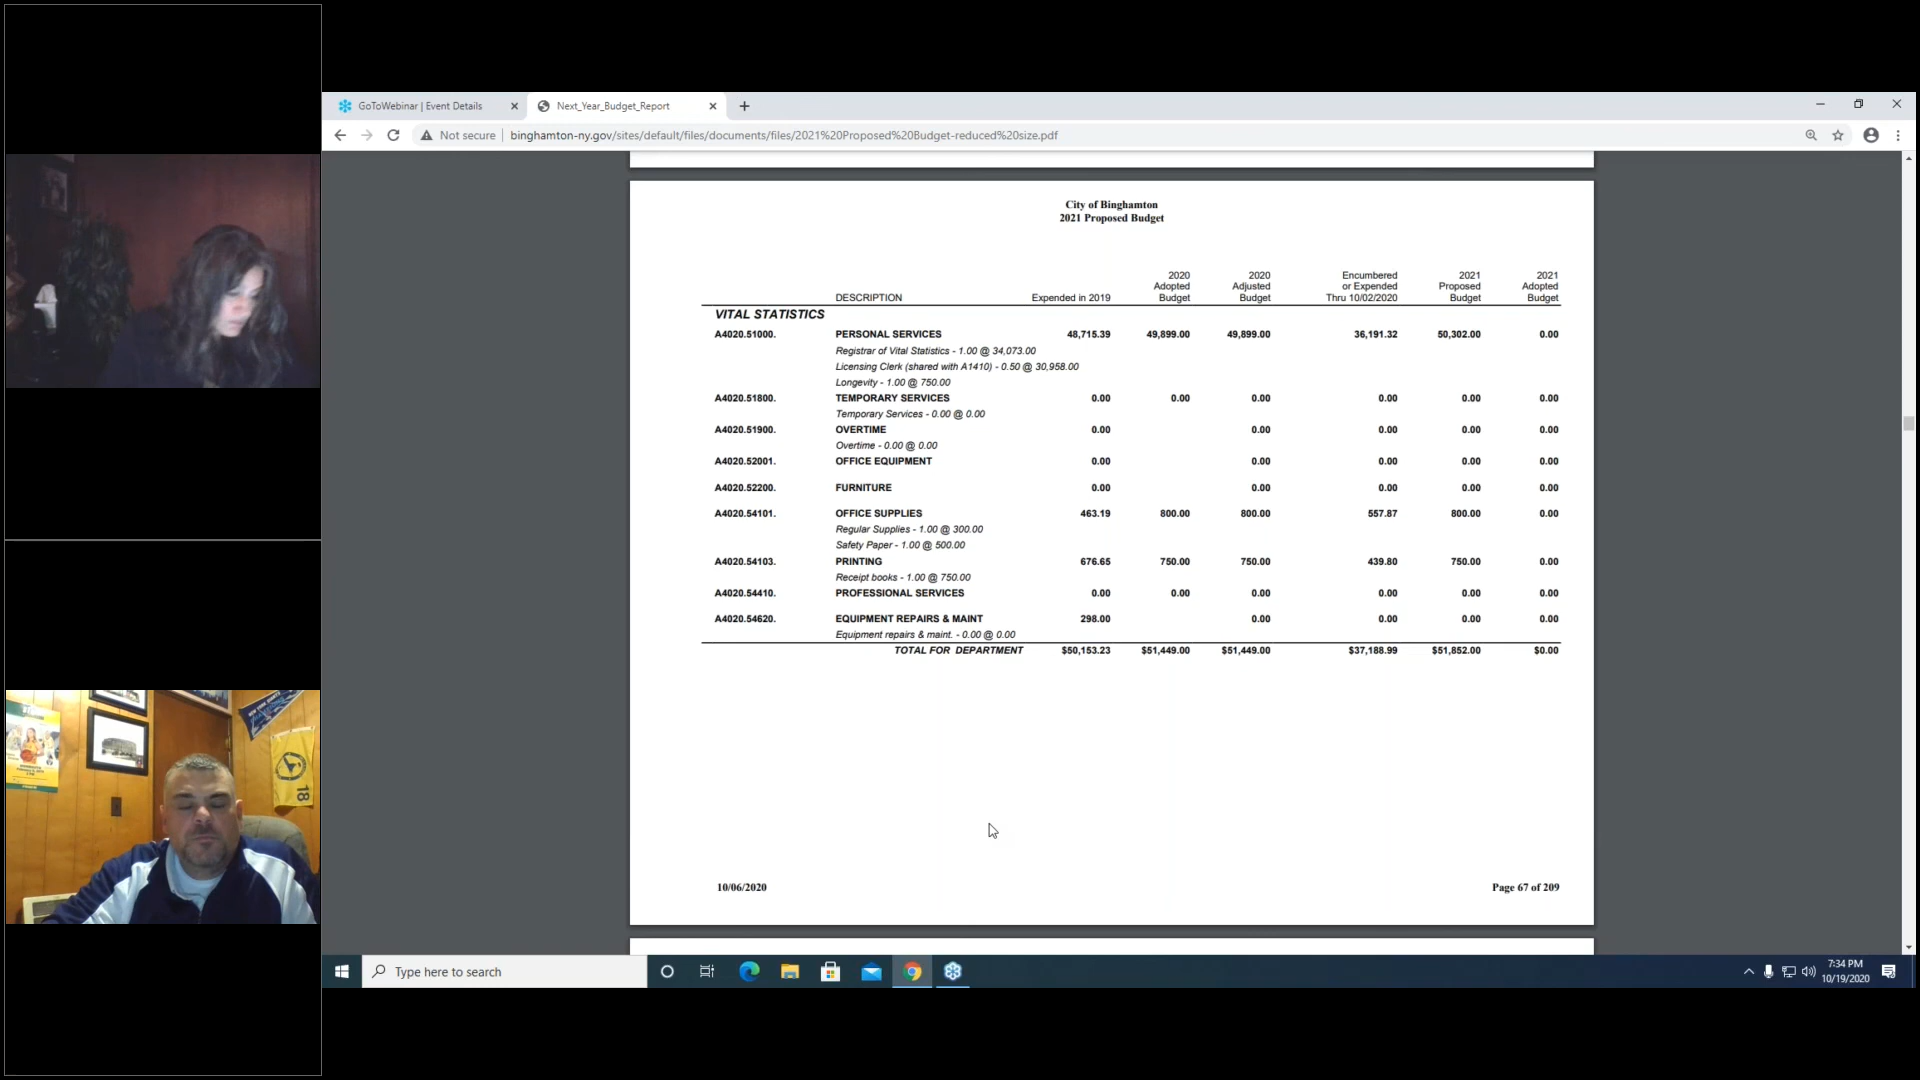 GoToWebinar | Event Details
Next_Year_Budget_Report
Not secure | binghamton-ny.gov/sites/default/files/documents/files/2021%20Proposed%20Budget-reduced%20size.pdf
City of Binghamton
2021 Proposed Budget
DESCRIPTION Expended in 2019 2020 Adopted Budget 2020 Adjusted Budget Encumbered or Expended Thru 10/02/2020 2021 Proposed Budget 2021 Adopted Budget
VITAL STATISTICS
A4020.51000. PERSONAL SERVICES 48,715.39 49,899.00 49,899.00 36,191.32 50,302.00 0.00
Registrar of Vital Statistics - 1.00 @ 34,073.00
Licensing Clerk (shared with A1410) - 0.50 @ 30,958.00
Longevity - 1.00 @ 750.00
A4020.51800. TEMPORARY SERVICES 0.00 0.00 0.00 0.00 0.00 0.00
Temporary Services - 0.00 @ 0.00
A4020.51900. OVERTIME 0.00 0.00 0.00 0.00 0.00
Overtime - 0.00 @ 0.00
A4020.52001. OFFICE EQUIPMENT 0.00 0.00 0.00 0.00 0.00
A4020.52200. FURNITURE 0.00 0.00 0.00 0.00 0.00
A4020.54101. OFFICE SUPPLIES 463.19 800.00 800.00 557.87 800.00 0.00
Regular Supplies - 1.00 @ 300.00
Safety Paper - 1.00 @ 500.00
A4020.54103. PRINTING 676.65 750.00 750.00 439.80 750.00 0.00
Receipt books - 1.00 @ 750.00
A4020.54410. PROFESSIONAL SERVICES 0.00 0.00 0.00 0.00 0.00 0.00
A4020.54620. EQUIPMENT REPAIRS & MAINT 298.00 0.00 0.00 0.00 0.00
Equipment repairs & maint. - 0.00 @ 0.00
TOTAL FOR DEPARTMENT $50,153.23 $51,449.00 $51,449.00 $37,188.99 $51,852.00 $0.00
10/06/2020 Page 67 of 209
Type here to search
7:34 PM
10/19/2020
18